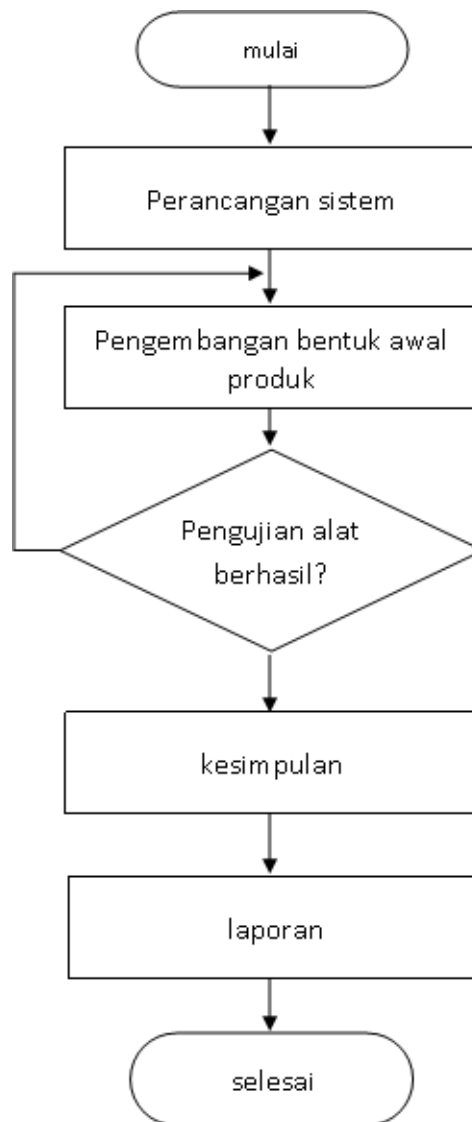 mulai
Perancangan sistem
Pengembangan bentuk awal
produk
Pengujian alat
berhasil?
kesimpulan
laporan
selesai